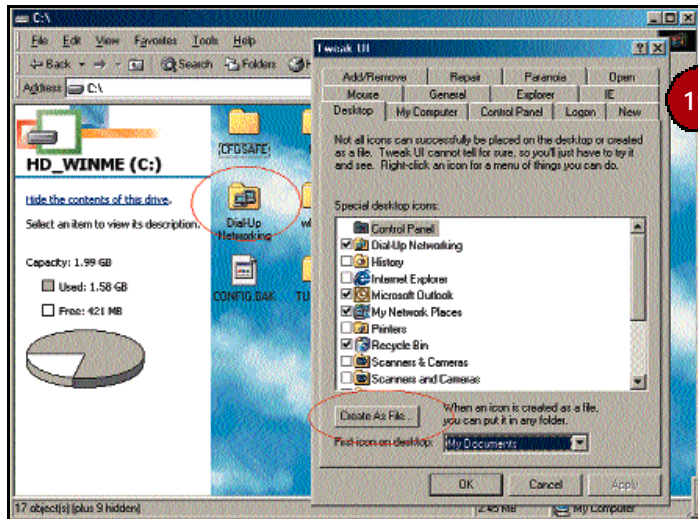 C:\
File Edit View Favorites Tools Help
Back Search Folders
Address C:\
HD_WINME (C:)
Hide the contents of this drive.
Select an item to view its description.
Capacity: 1.99 GB
Used: 1.58 GB
Free: 421 MB
(CFGSAFE)
Dial-Up
Networking
CONFIG.BAK
17 object(s) (plus 9 hidden)
2.45 MB
My Computer
Tweak UI
Add/Remove Repair Paranoia Open
Mouse General Explorer IE
Desktop My Computer Control Panel Logon New
Not all icons can successfully be placed on the desktop or created
as a file. Tweak UI cannot tell for sure, so you'll just have to try it
and see. Right-click an icon for a menu of things you can do.
Special desktop icons:
Control Panel
Dial-Up Networking
History
Internet Explorer
Microsoft Outlook
My Network Places
Printers
Recycle Bin
Scanners & Cameras
Scanners and Cameras
Create As File...
When an icon is created as a file,
you can put it in any folder.
First icon on desktop: My Documents
OK Cancel Apply
1